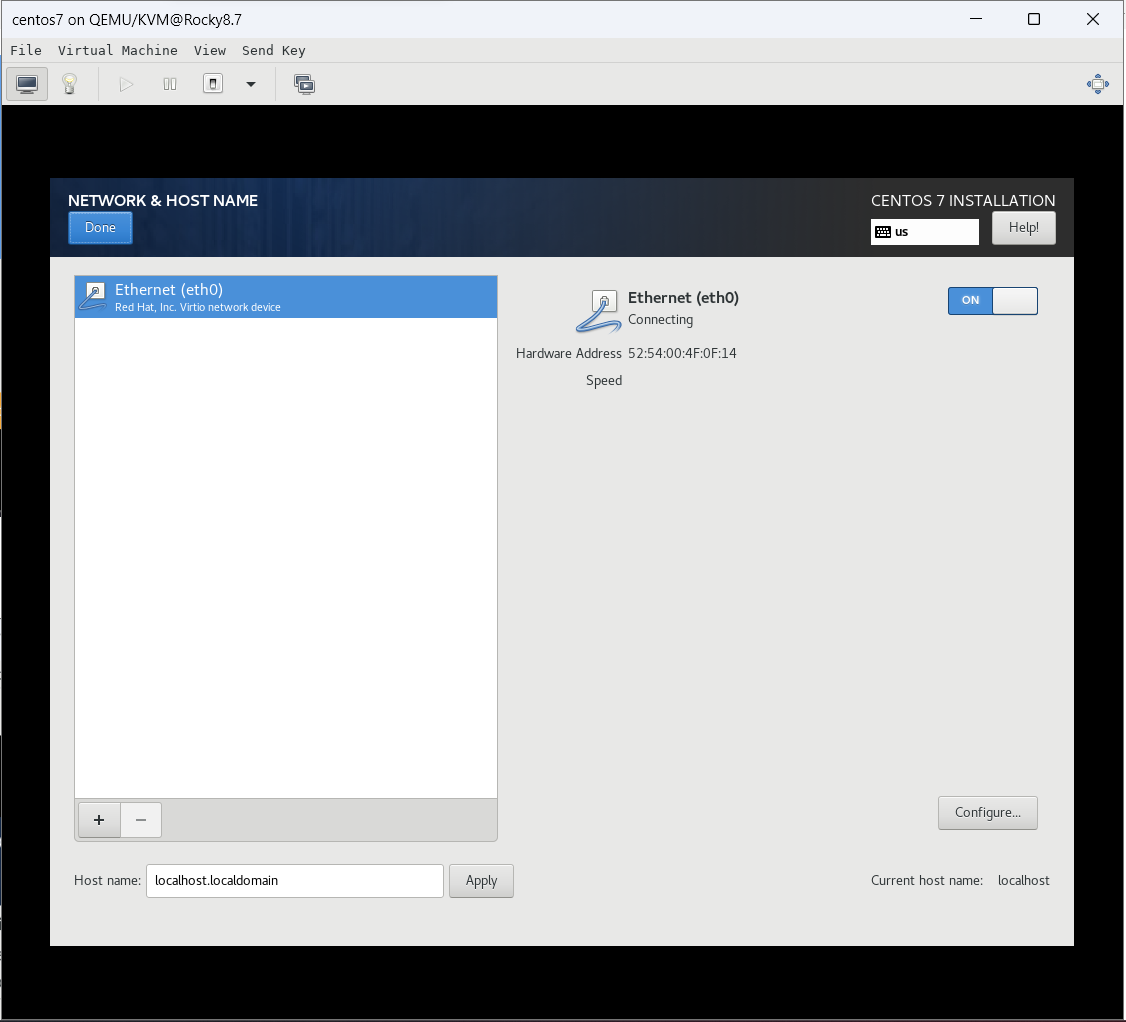 centos7 on QEMU/KVM@Rocky8.7
File Virtual Machine View Send Key
NETWORK & HOST NAME
CENTOS 7 INSTALLATION
Done
us
Help!
Ethernet (eth0)
Red Hat, Inc. Virtio network device
Ethernet (eth0)
Connecting
ON
Hardware Address 52:54:00:4F:0F:14
Speed
+ −
Configure...
Host name: localhost.localdomain Apply
Current host name: localhost